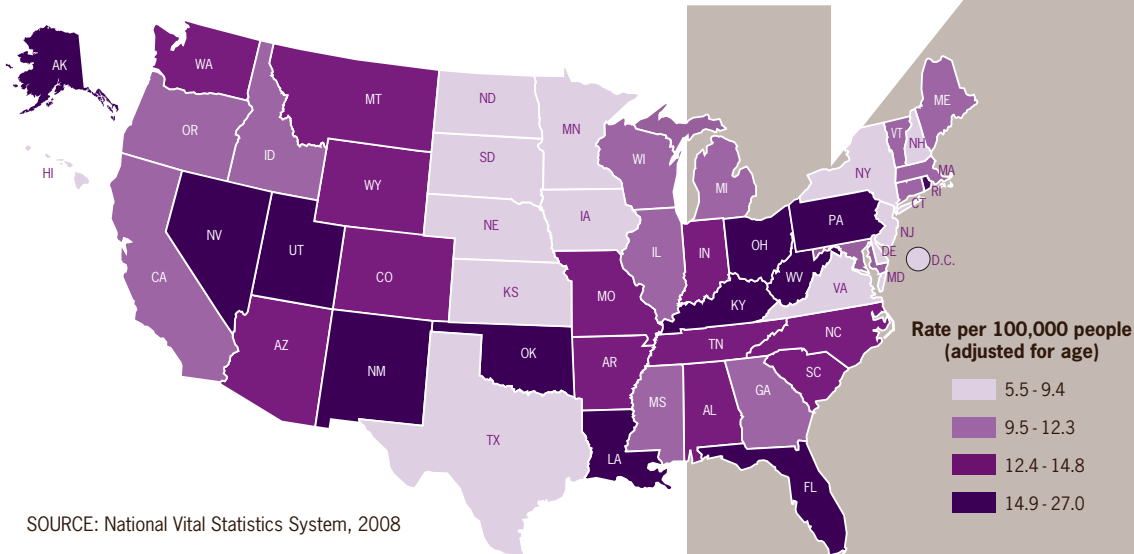 AK
WA
MT
ND
MN
ME
OR
ID
SD
WI
VT
NH
HI
WY
NY
MA
MI
RI
CT
NE
IA
PA
NV
UT
NJ
CO
IL
IN
OH
DE
D.C.
CA
KS
WV
MD
MO
VA
KY
AZ
NM
OK
AR
TN
NC
SC
MS
AL
GA
TX
LA
FL
Rate per 100,000 people
(adjusted for age)
5.5 - 9.4
9.5 - 12.3
12.4 - 14.8
14.9 - 27.0
SOURCE: National Vital Statistics System, 2008